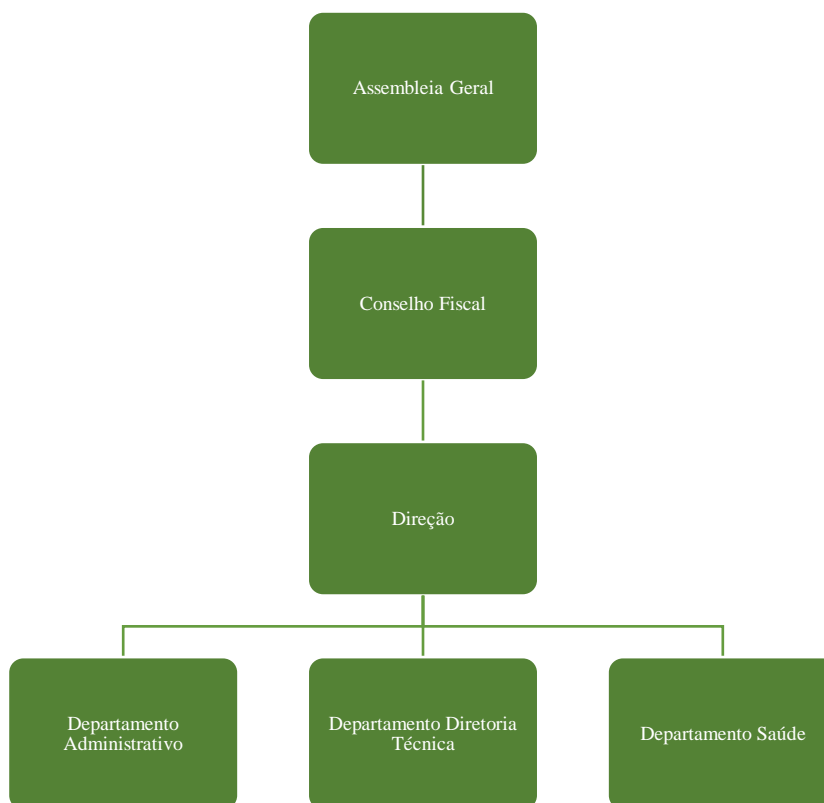 Assembleia Geral
Conselho Fiscal
Direção
Departamento
Administrativo
Departamento Diretoria
Técnica
Departamento Saúde